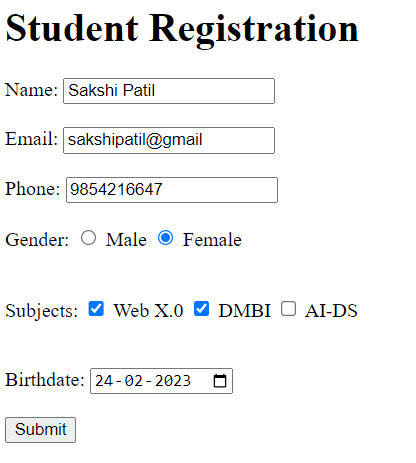 Student Registration
Name: Sakshi Patil
Email: sakshipatil@gmail
Phone: 9854216647
Gender: Male Female
Subjects: Web X.0 DMBI AI-DS
Birthdate: 24-02-2023
Submit